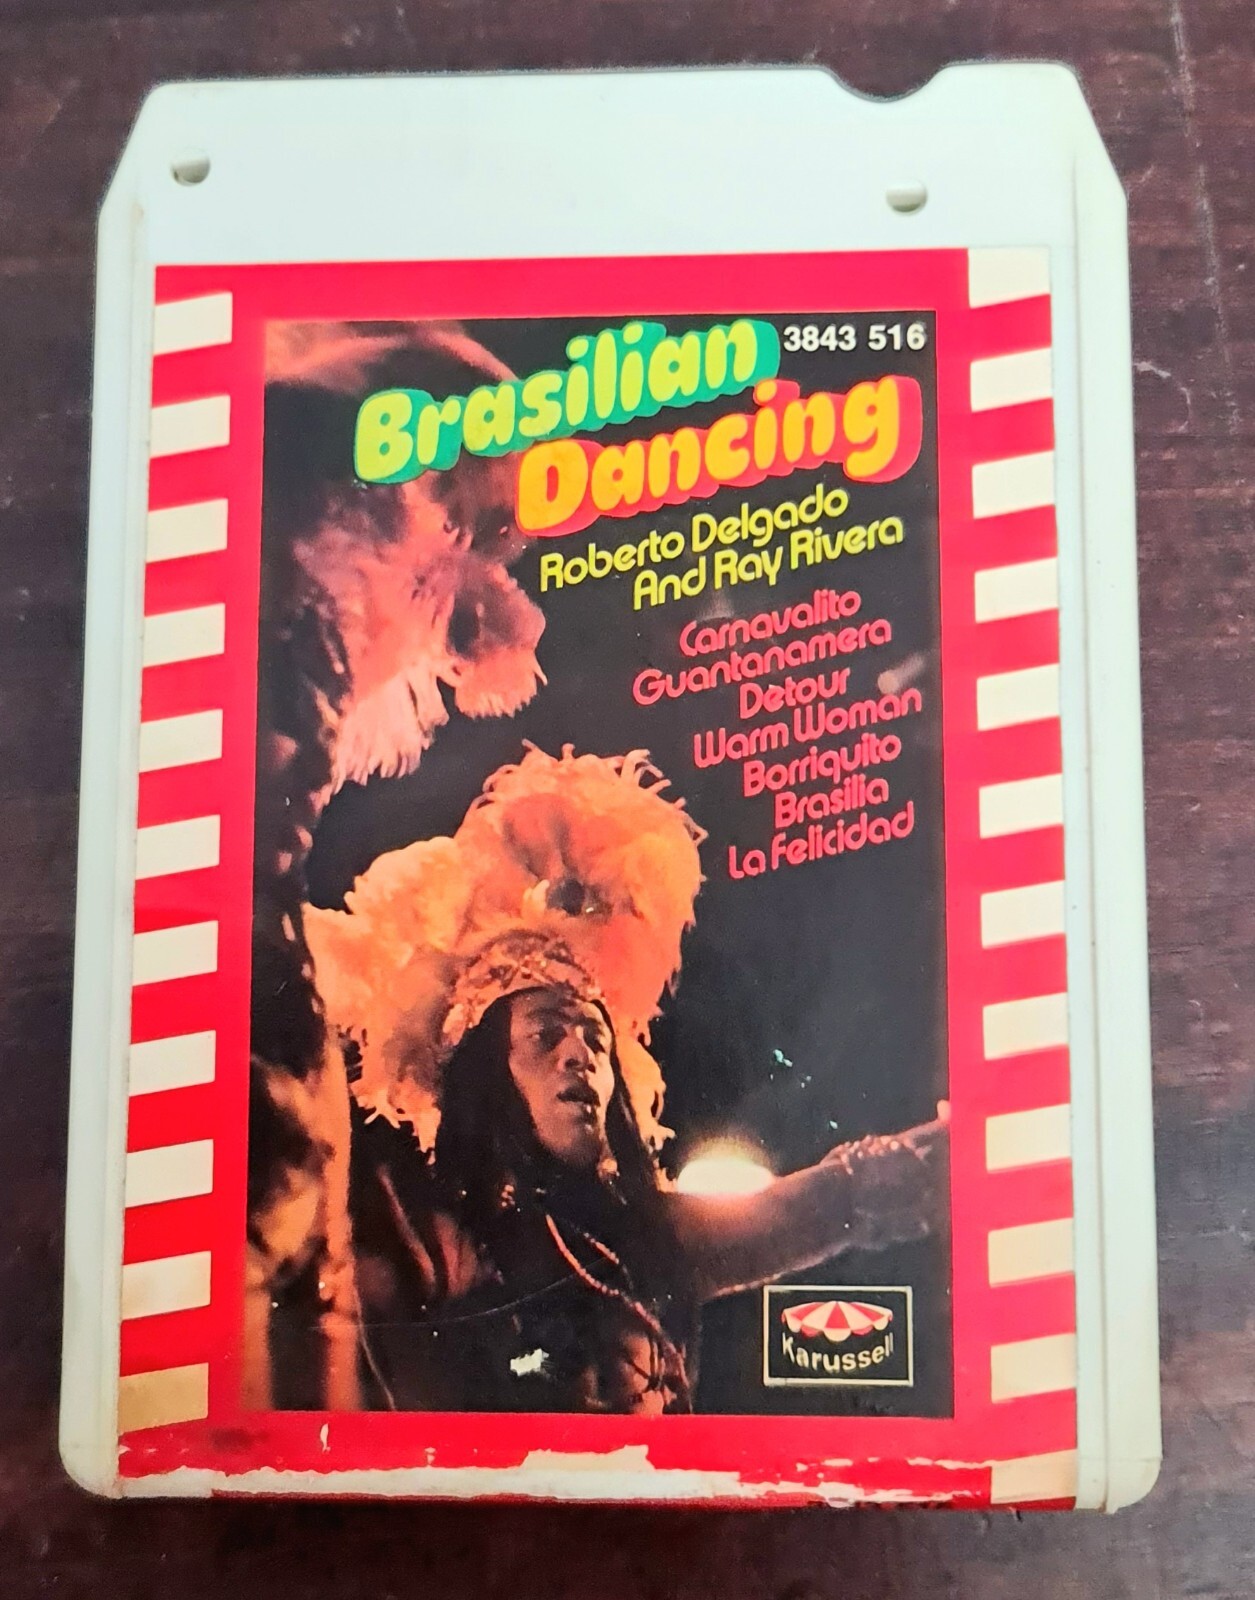 Brasilian 3843 516
Dancing
Roberto Delgado
And Ray Rivera
Carnavalito
Guantanamera
Detour
Warm Woman
Borriquito
Brasilia
La Felicidad
Karussell